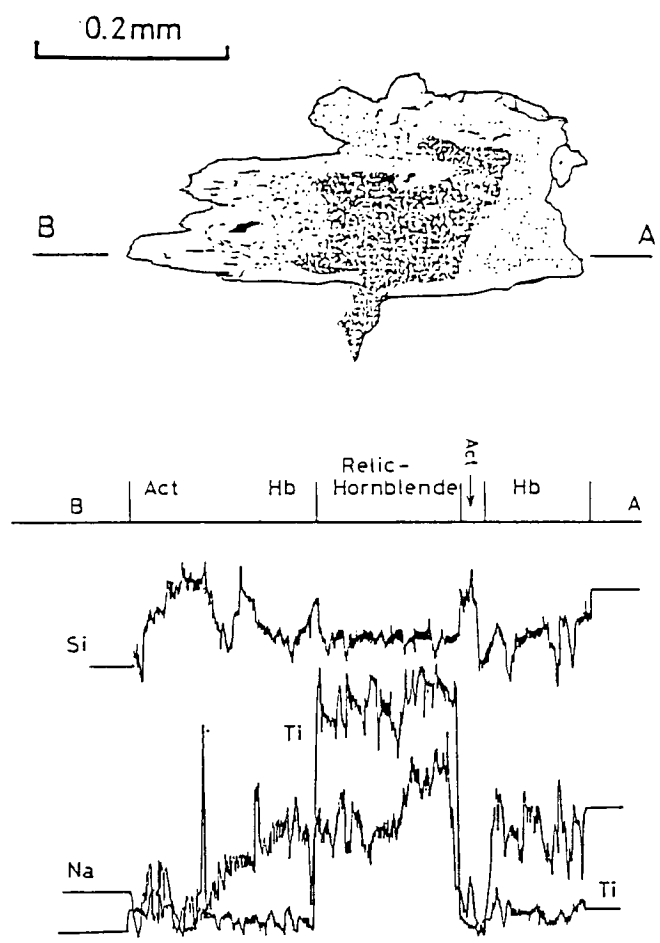 0.2mm
B A
Relic- Act
B Act Hb Hornblende Hb A
Si
Ti
Na Ti